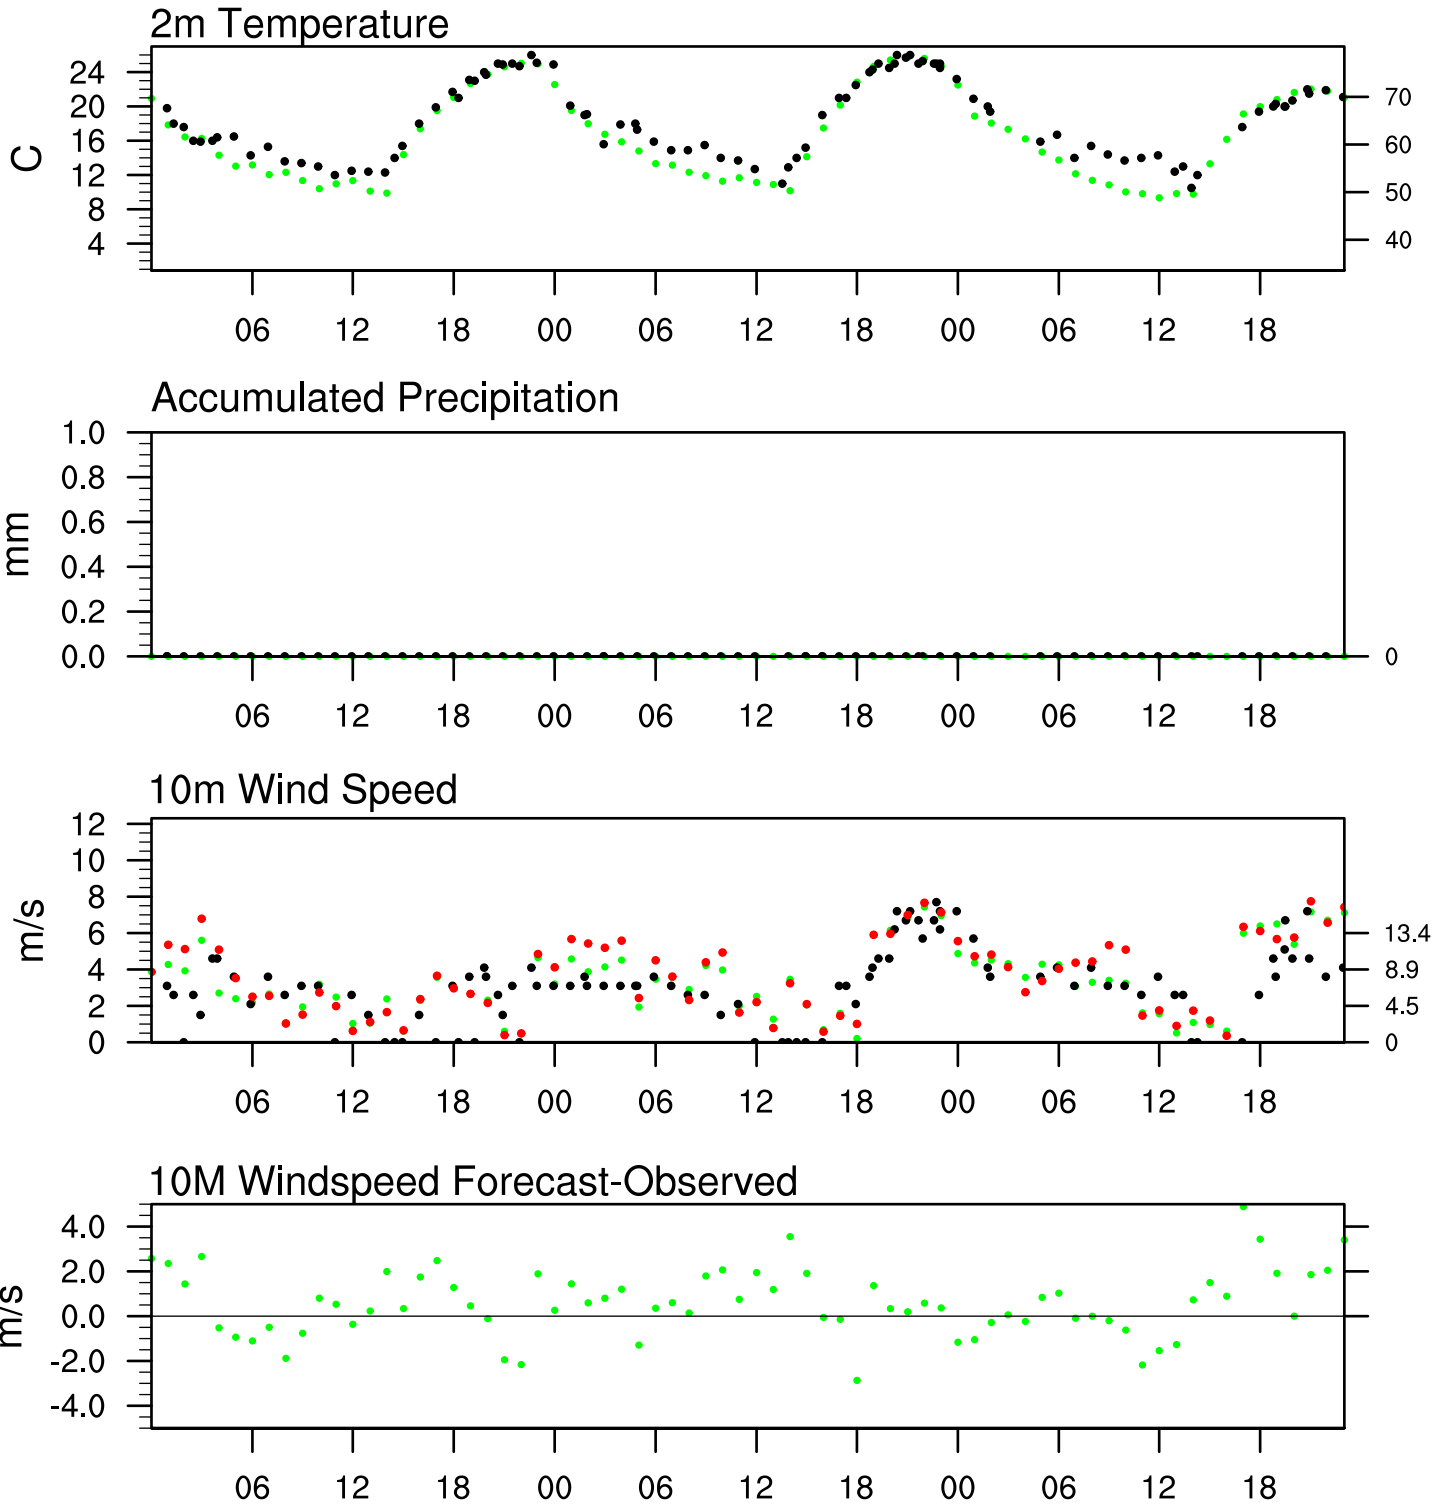 2m Temperature
24
20
16
12
8
4
C
70
60
50
40
06 12 18 00 06 12 18 00 06 12 18
Accumulated Precipitation
1.0
0.8
0.6
0.4
0.2
0.0
mm
0
06 12 18 00 06 12 18 00 06 12 18
10m Wind Speed
12
10
8
6
4
2
0
m/s
13.4
8.9
4.5
0
06 12 18 00 06 12 18 00 06 12 18
10M Windspeed Forecast-Observed
4.0
2.0
0.0
-2.0
-4.0
m/s
06 12 18 00 06 12 18 00 06 12 18